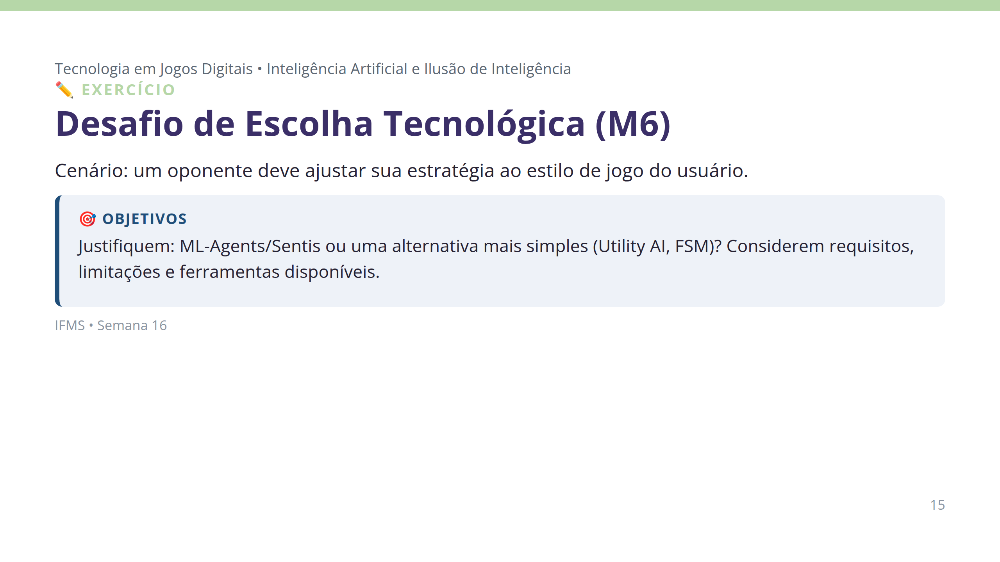 Tecnologia em Jogos Digitais • Inteligência Artificial e Ilusão de Inteligência
✏️ EXERCÍCIO
Desafio de Escolha Tecnológica (M6)
Cenário: um oponente deve ajustar sua estratégia ao estilo de jogo do usuário.
🎯 OBJETIVOS
Justifiquem: ML-Agents/Sentis ou uma alternativa mais simples (Utility AI, FSM)? Considerem requisitos,
limitações e ferramentas disponíveis.
IFMS • Semana 16
15